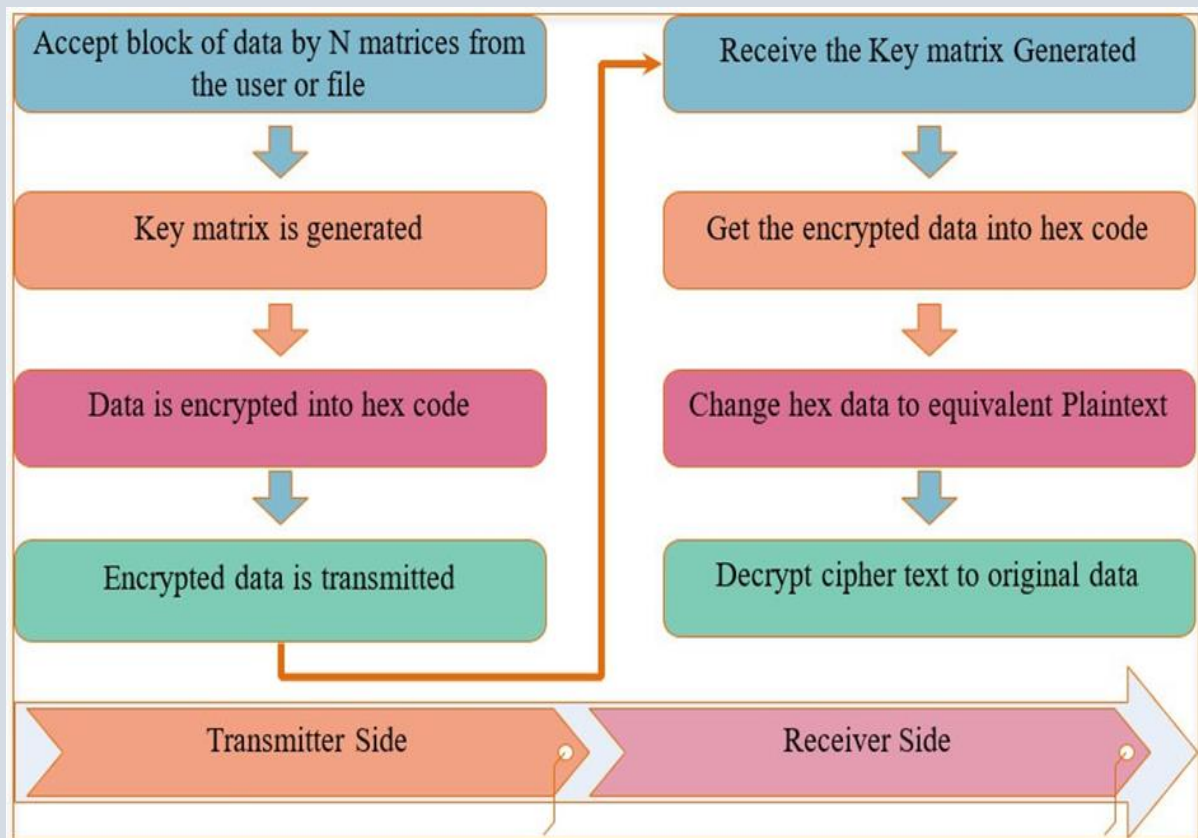 Accept block of data by N matrices from
the user or file
Key matrix is generated
Data is encrypted into hex code
Encrypted data is transmitted
Receive the Key matrix Generated
Get the encrypted data into hex code
Change hex data to equivalent Plaintext
Decrypt cipher text to original data
Transmitter Side
Receiver Side